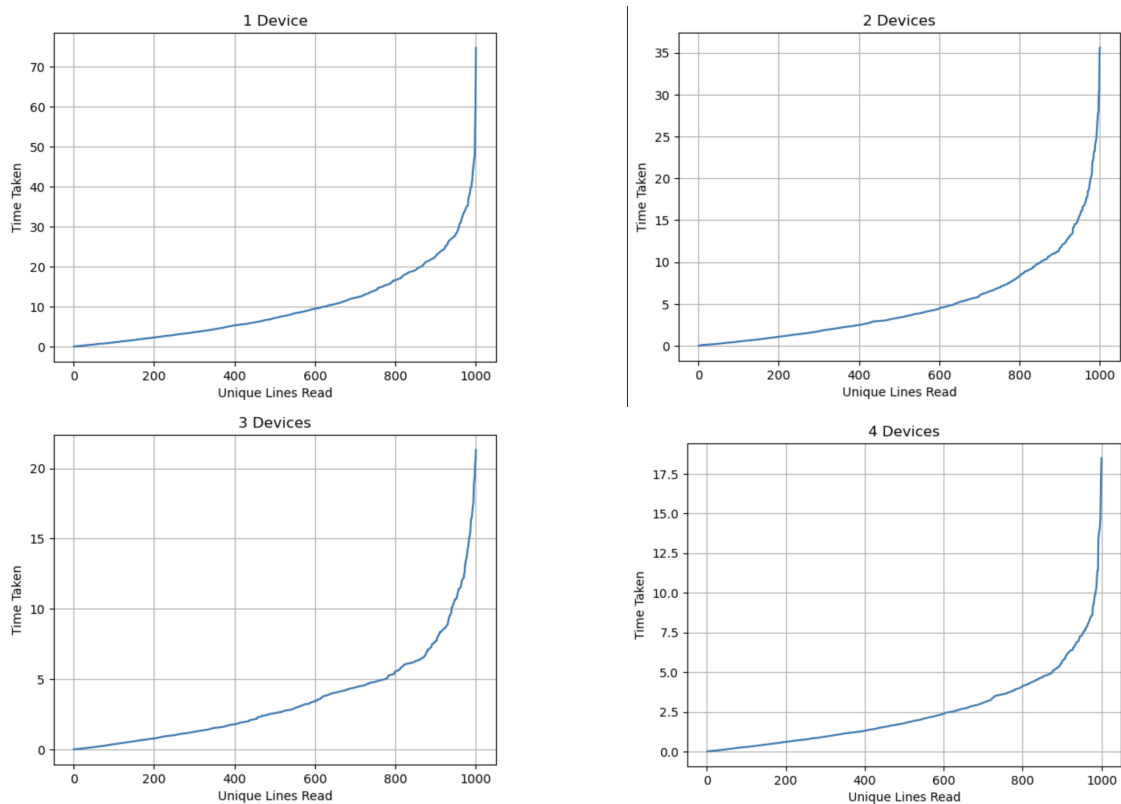 1 Device
70
60
50
40
30
20
10
0
Time Taken
0 200 400 600 800 1000
Unique Lines Read
2 Devices
35
30
25
20
15
10
5
0
Time Taken
0 200 400 600 800 1000
Unique Lines Read
3 Devices
20
15
10
5
0
Time Taken
0 200 400 600 800 1000
Unique Lines Read
4 Devices
17.5
15.0
12.5
10.0
7.5
5.0
2.5
0.0
Time Taken
0 200 400 600 800 1000
Unique Lines Read